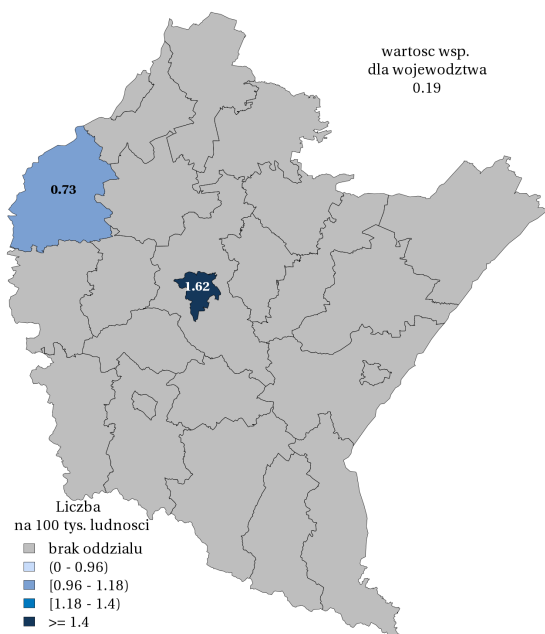 wartosc wsp.
dla wojewodztwa
0.19
0.73
1.62
Liczba
na 100 tys. ludnosci
brak oddzialu
(0 - 0.96)
[0.96 - 1.18)
[1.18 - 1.4)
>= 1.4